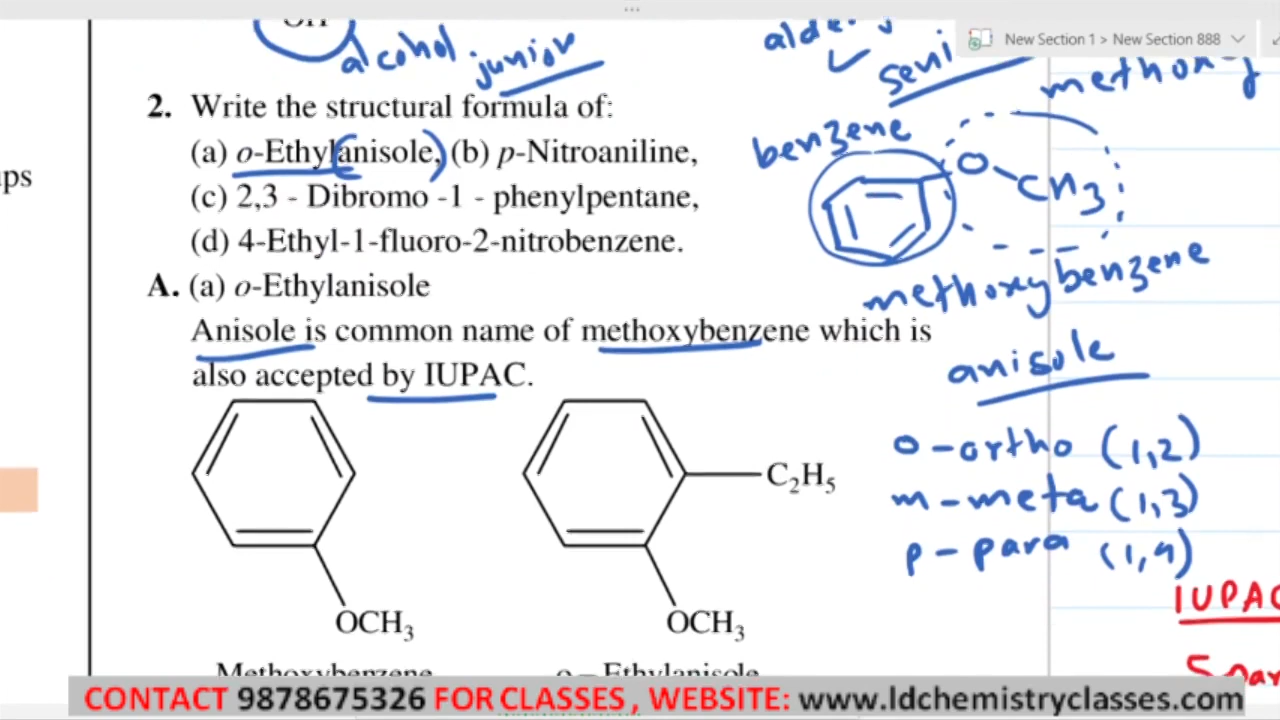 OH
alcohol junior
New Section 1 > New Section 888
2. Write the structural formula of:
(a) o-Ethylanisole, (b) p-Nitroaniline,
(c) 2,3 - Dibromo -1 - phenylpentane,
(d) 4-Ethyl-1-fluoro-2-nitrobenzene.
A. (a) o-Ethylanisole
Anisole is common name of methoxybenzene which is
also accepted by IUPAC.
OCH3
C2H5
OCH3
Methoxybenzene
o – Ethylanisole
benzene
O
CH3
methoxybenzene
anisole
o - ortho (1,2)
m - meta (1,3)
p - para (1,4)
CONTACT 9878675326 FOR CLASSES , WEBSITE: www.ldchemistryclasses.com